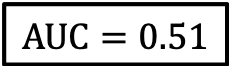 AUC = 0.51